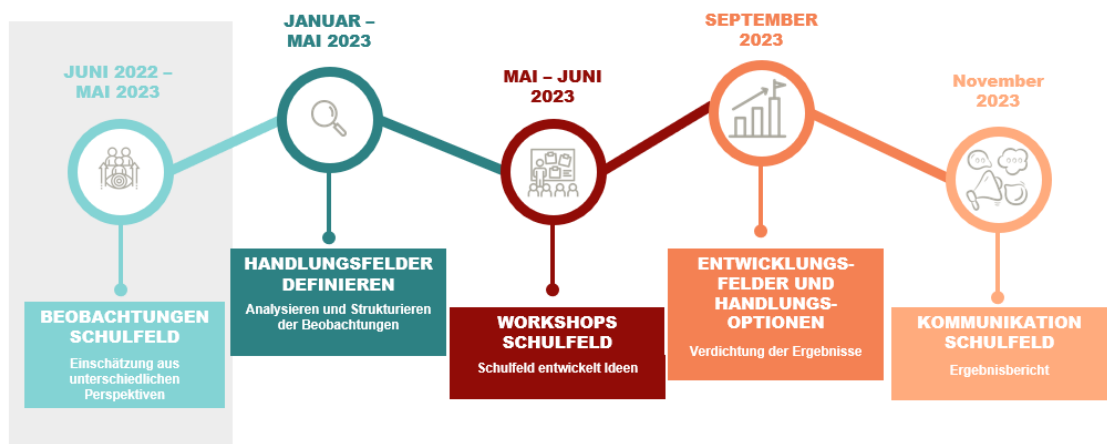 JUNI 2022 –
MAI 2023
BEOBACHTUNGEN
SCHULFELD
Einschätzung aus
unterschiedlichen
Perspektiven
JANUAR –
MAI 2023
HANDLUNGSFELDER
DEFINIEREN
Analysieren und Strukturieren
der Beobachtungen
MAI – JUNI
2023
WORKSHOPS
SCHULFELD
Schulfeld entwickelt Ideen
SEPTEMBER
2023
ENTWICKLUNGS-
FELDER UND
HANDLUNGS-
OPTIONEN
Verdichtung der Ergebnisse
November
2023
KOMMUNIKATION
SCHULFELD
Ergebnisbericht